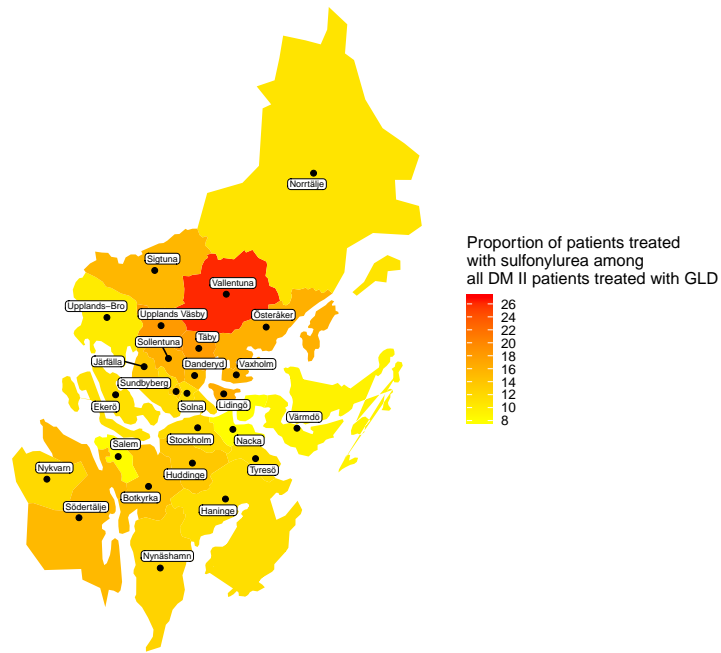 Norrtälje
Sigtuna
Vallentuna
Upplands–Bro
Upplands Väsby
Österåker
Sollentuna
Täby
Järfälla
Danderyd
Vaxholm
Sundbyberg
Ekerö
Solna
Lidingö
Värmdö
Stockholm
Nacka
Salem
Nykvarn
Huddinge
Tyresö
Botkyrka
Södertälje
Haninge
Nynäshamn
Proportion of patients treated
with sulfonylurea among
all DM II patients treated with GLD
26
24
22
20
18
16
14
12
10
8